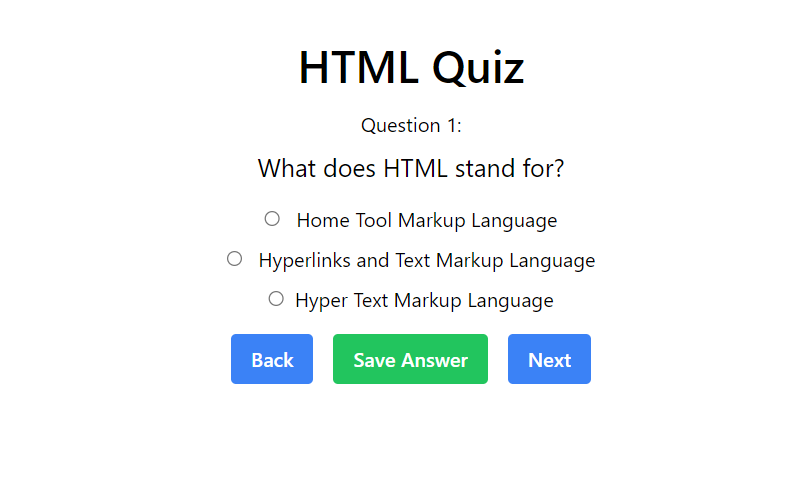 HTML Quiz
Question 1:
What does HTML stand for?
Home Tool Markup Language
Hyperlinks and Text Markup Language
Hyper Text Markup Language
Back Save Answer Next